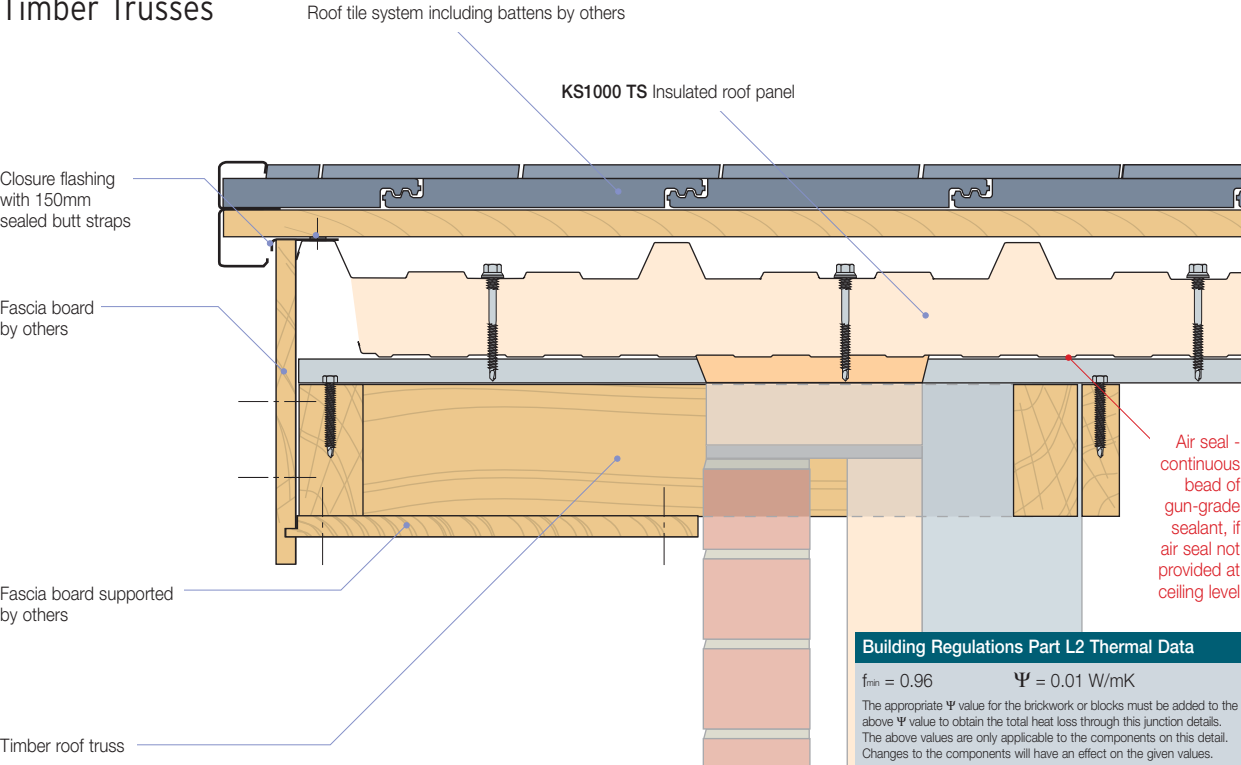 Timber Trusses
Roof tile system including battens by others
KS1000 TS Insulated roof panel
Closure flashing
with 150mm
sealed butt straps
Fascia board
by others
Air seal -
continuous
bead of
gun-grade
sealant, if
air seal not
provided at
ceiling level
Fascia board supported
by others
Timber roof truss
Building Regulations Part L2 Thermal Data
fmin = 0.96 Ψ = 0.01 W/mK
The appropriate Ψ value for the brickwork or blocks must be added to the
above Ψ value to obtain the total heat loss through this junction details.
The above values are only applicable to the components on this detail.
Changes to the components will have an effect on the given values.